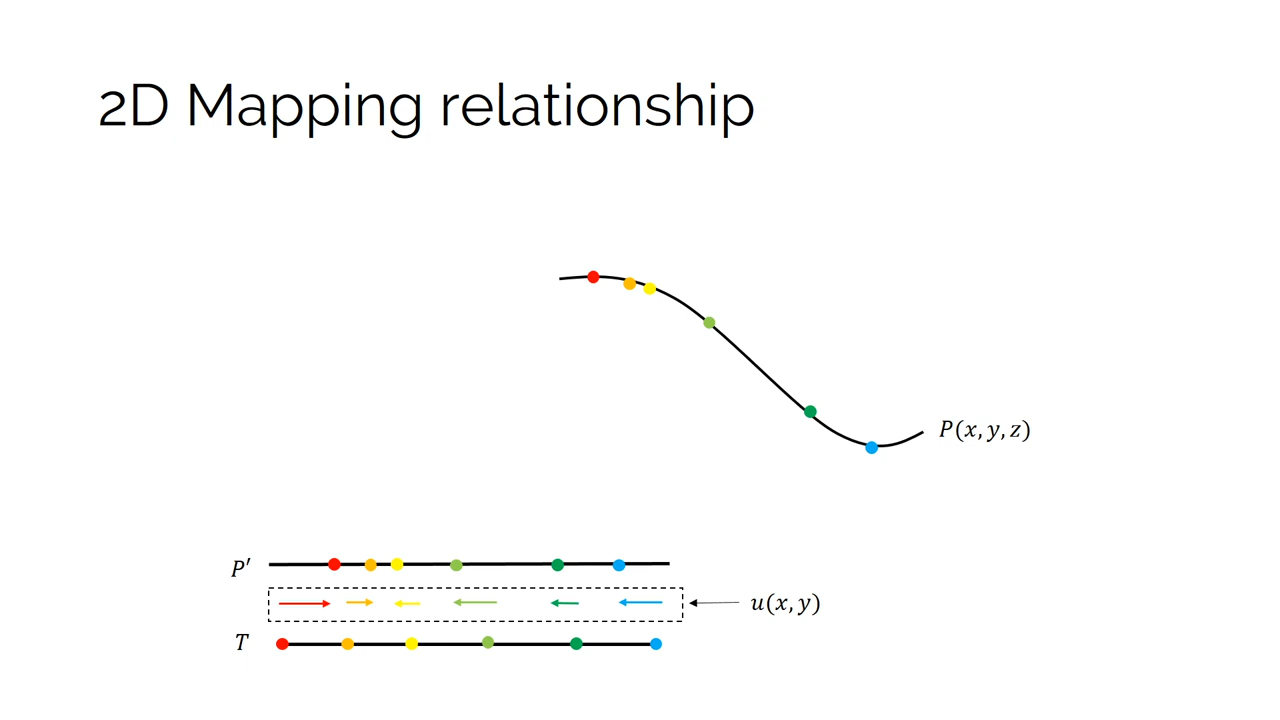 2D Mapping relationship
P(x, y, z)
P′
u(x, y)
T